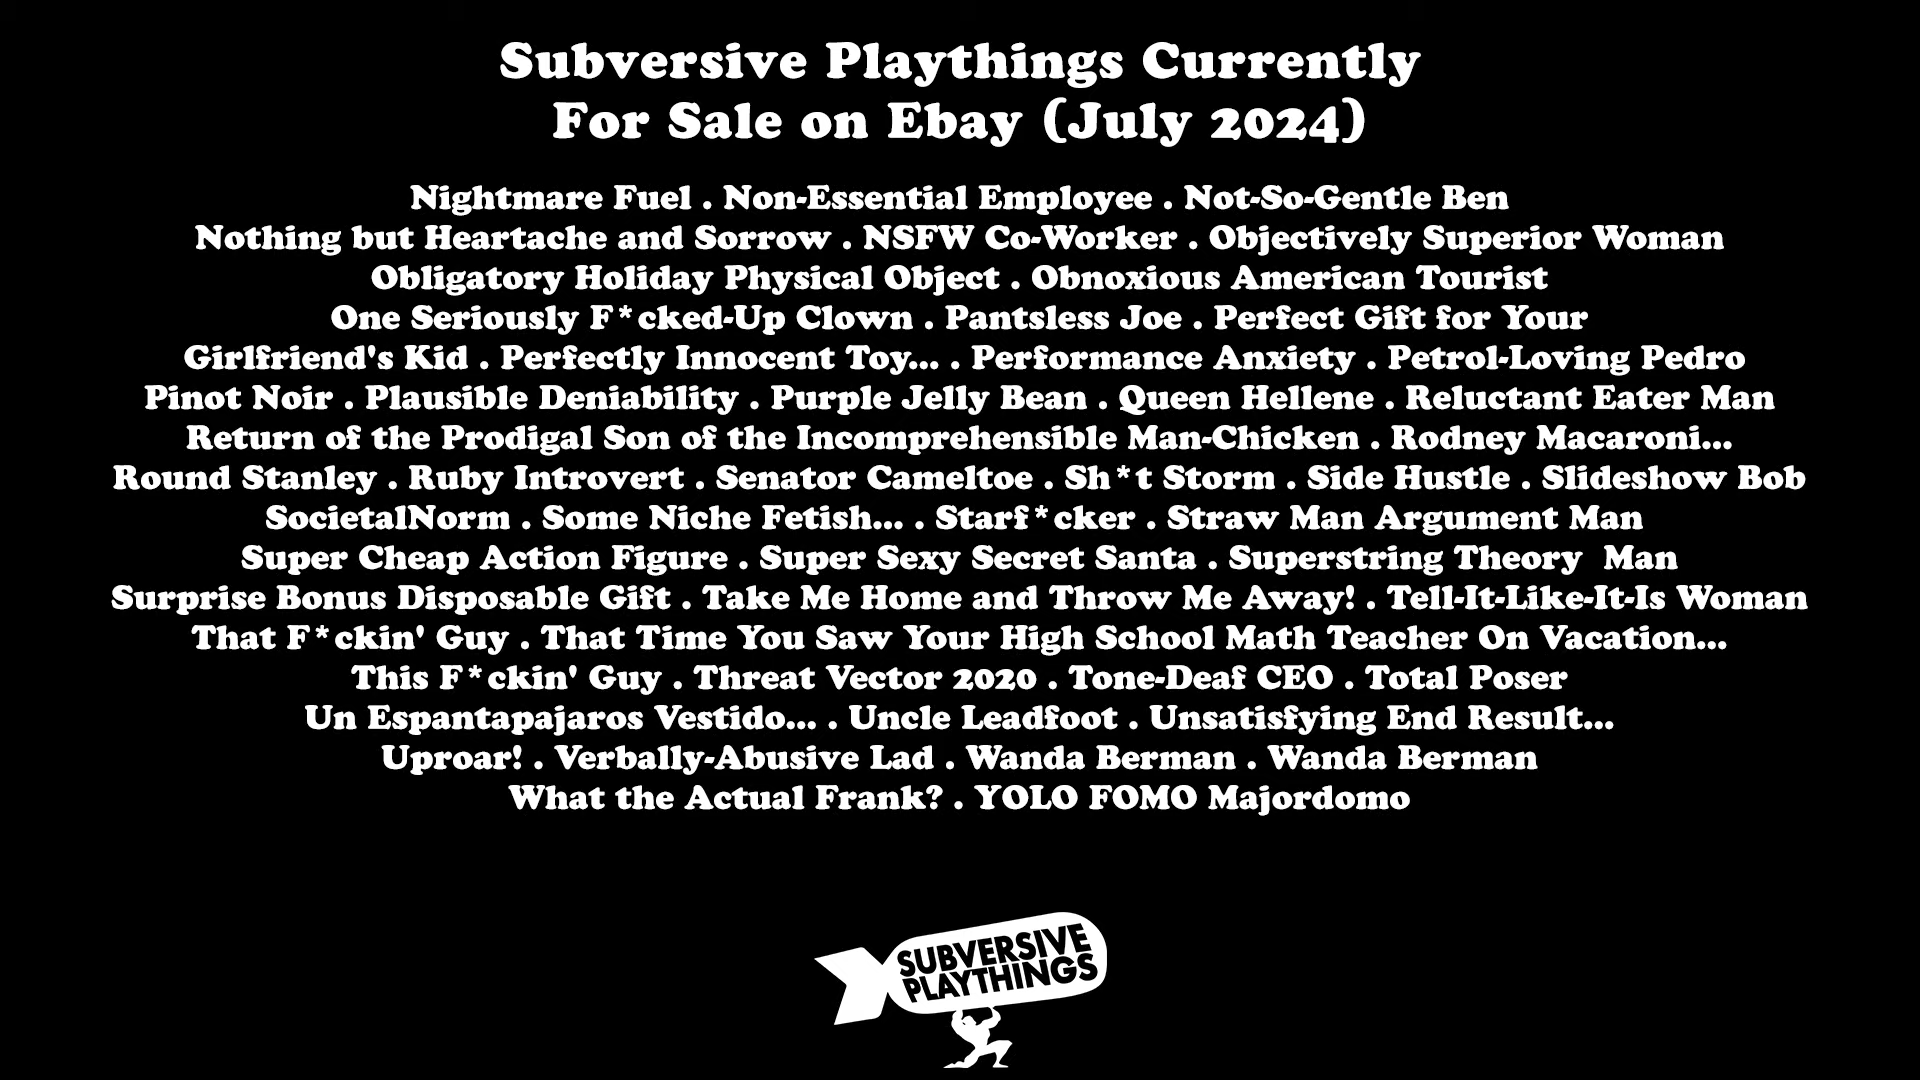 Subversive Playthings Currently
For Sale on Ebay (July 2024)
Nightmare Fuel . Non-Essential Employee . Not-So-Gentle Ben
Nothing but Heartache and Sorrow . NSFW Co-Worker . Objectively Superior Woman
Obligatory Holiday Physical Object . Obnoxious American Tourist
One Seriously F*cked-Up Clown . Pantsless Joe . Perfect Gift for Your
Girlfriend's Kid . Perfectly Innocent Toy... . Performance Anxiety . Petrol-Loving Pedro
Pinot Noir . Plausible Deniability . Purple Jelly Bean . Queen Hellene . Reluctant Eater Man
Return of the Prodigal Son of the Incomprehensible Man-Chicken . Rodney Macaroni...
Round Stanley . Ruby Introvert . Senator Cameltoe . Sh*t Storm . Side Hustle . Slideshow Bob
SocietalNorm . Some Niche Fetish... . Starf*cker . Straw Man Argument Man
Super Cheap Action Figure . Super Sexy Secret Santa . Superstring Theory  Man
Surprise Bonus Disposable Gift . Take Me Home and Throw Me Away! . Tell-It-Like-It-Is Woman
That F*ckin' Guy . That Time You Saw Your High School Math Teacher On Vacation...
This F*ckin' Guy . Threat Vector 2020 . Tone-Deaf CEO . Total Poser
Un Espantapajaros Vestido... . Uncle Leadfoot . Unsatisfying End Result...
Uproar! . Verbally-Abusive Lad . Wanda Berman . Wanda Berman
What the Actual Frank? . YOLO FOMO Majordomo
SUBVERSIVE
PLAYTHINGS